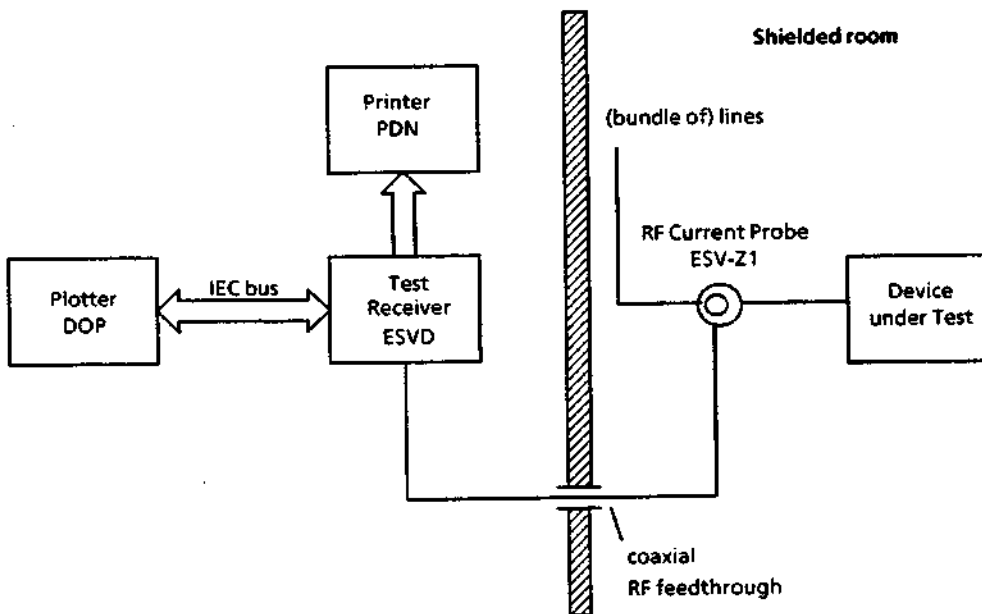 Shielded room
Printer
PDN
(bundle of) lines
RF Current Probe
ESV-Z1
Plotter
DOP
IEC bus
Test
Receiver
ESVD
Device
under Test
coaxial
RF feedthrough